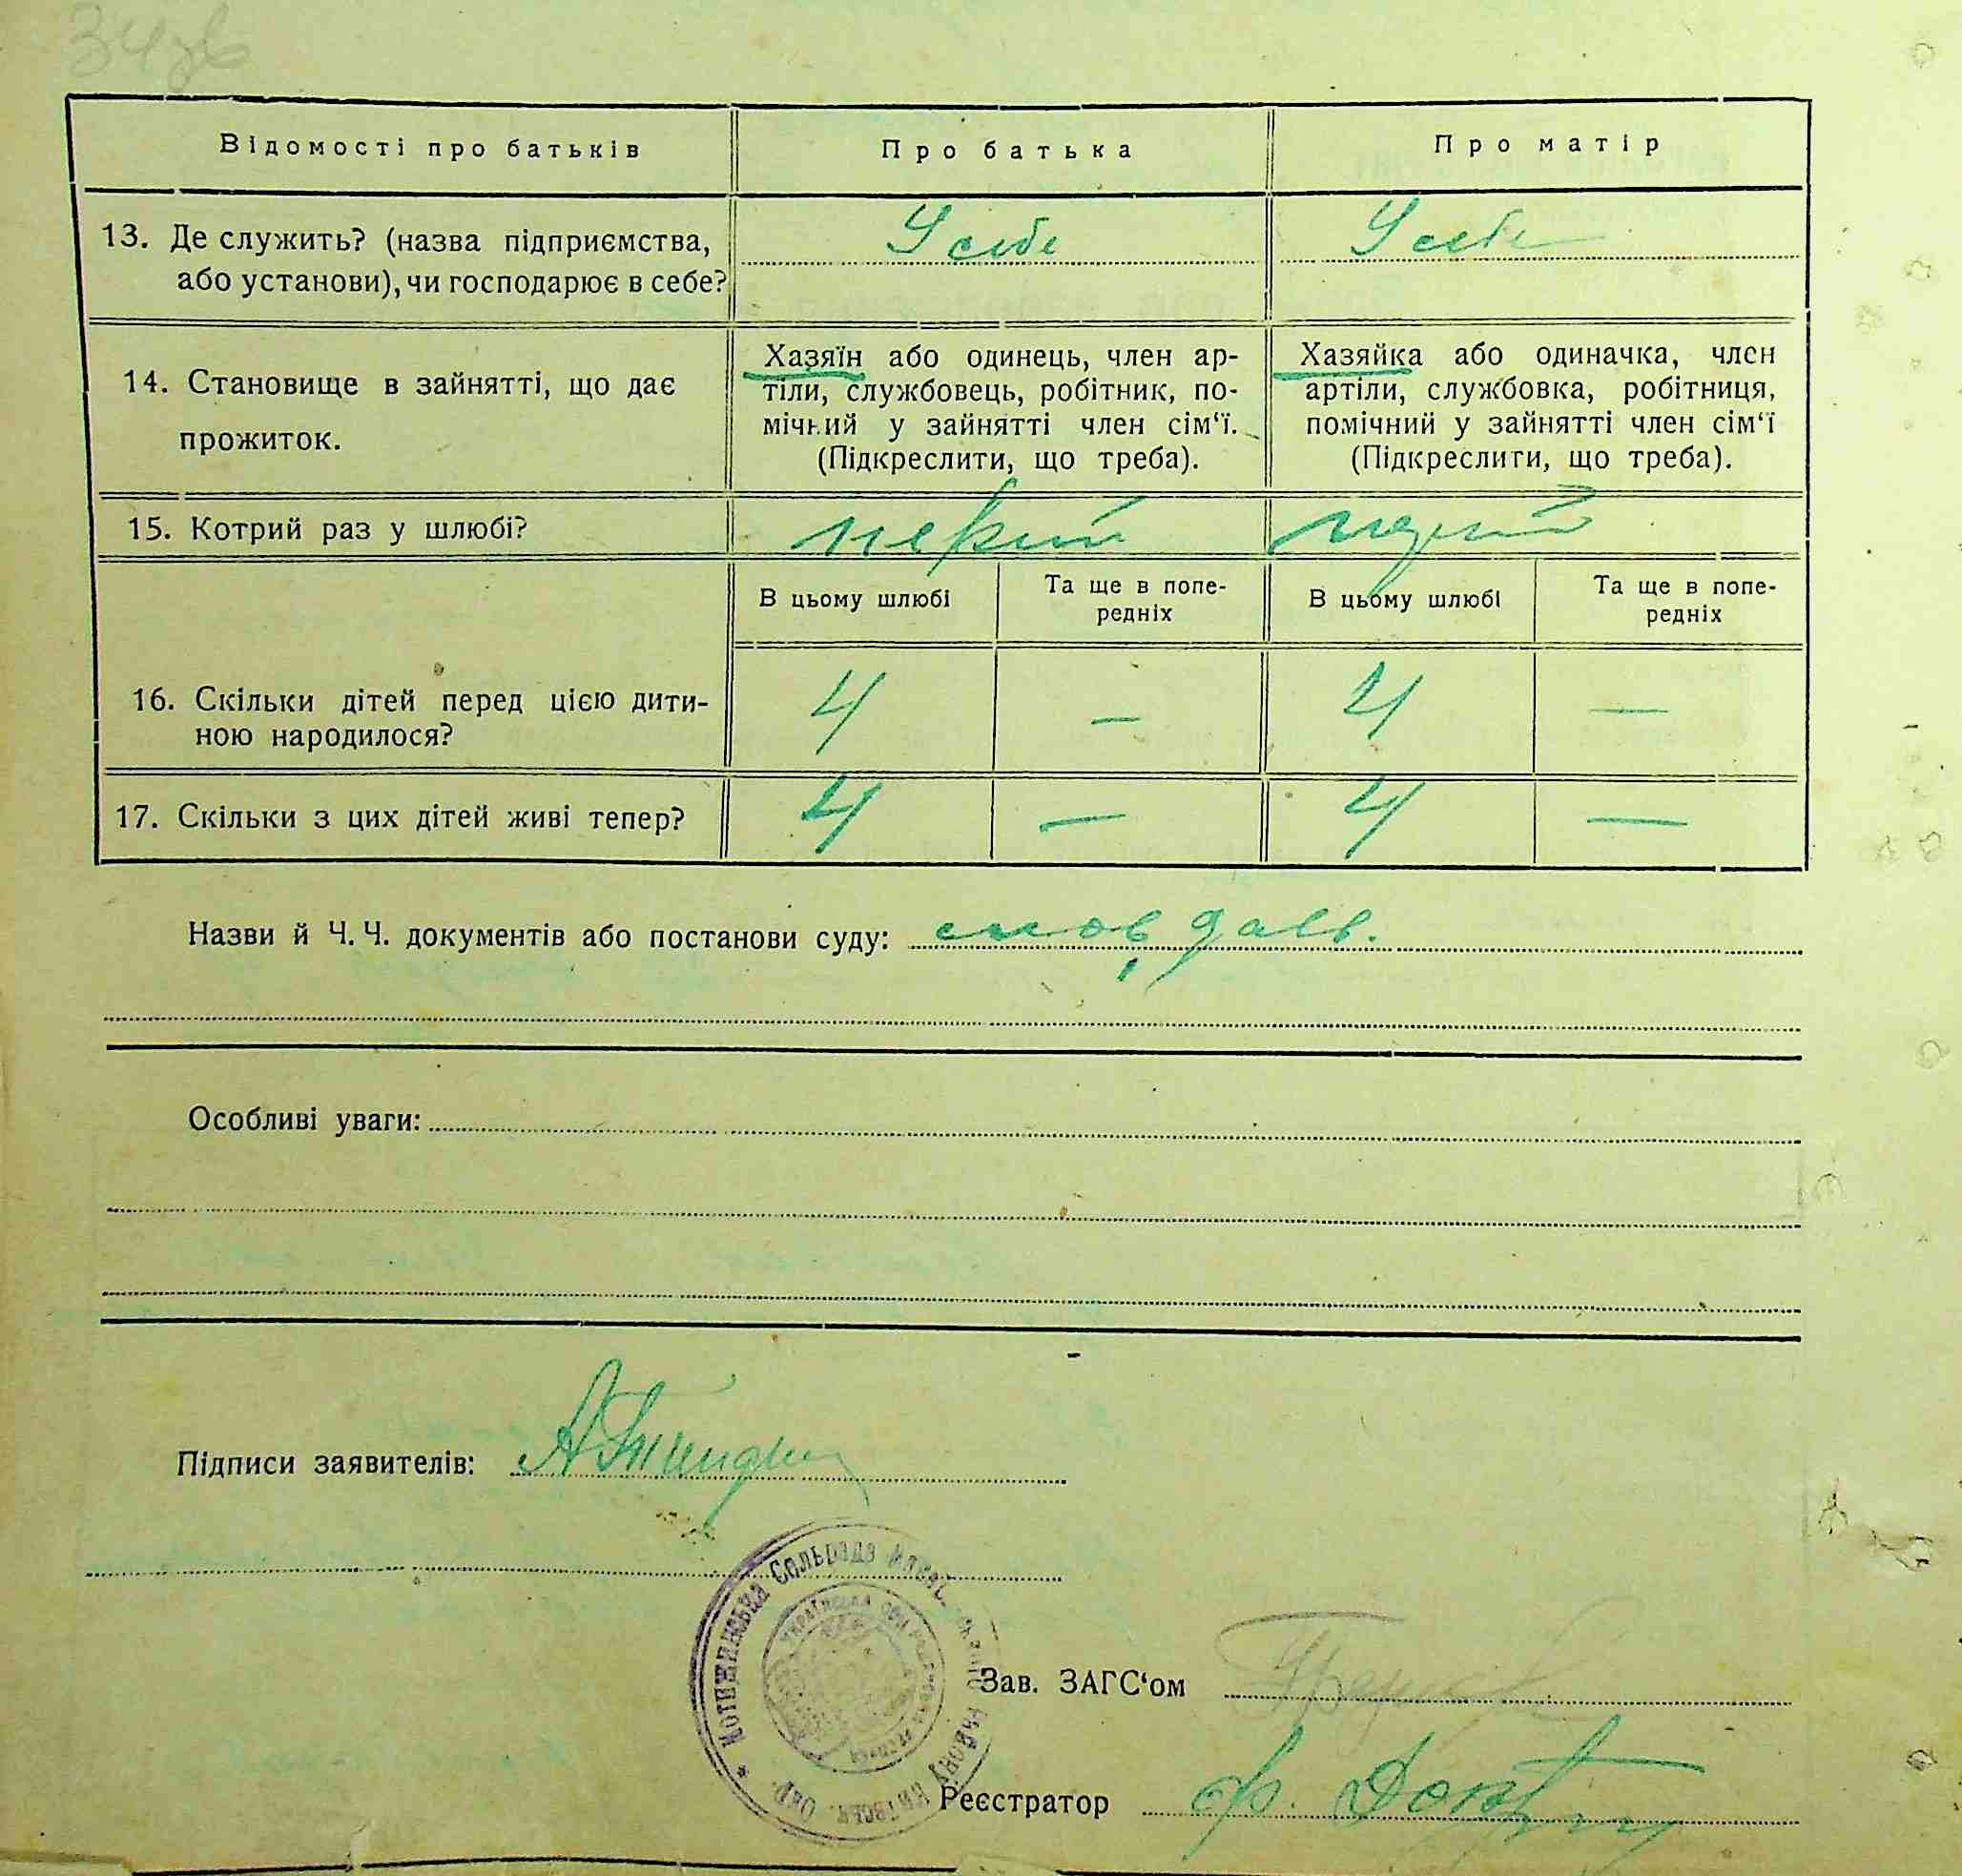 34зв
Відомості про батьків
Про батька
Про матір
13. Де служить? (назва підприємства,
або установи), чи господарює в себе?
У себе
У себе
14. Становище в зайнятті, що дає
прожиток.
Хазяїн або одинець, член ар-
тіли, службовець, робітник, по-
мічний у зайнятті член сім‘ї.
(Підкреслити, що треба).
Хазяйка або одиначка, член
артіли, службовка, робітниця,
помічний у зайнятті член сім‘ї
(Підкреслити, що треба).
15. Котрий раз у шлюбі?
перший
перший
В цьому шлюбі
Та ще в попе-
редніх
В цьому шлюбі
Та ще в попе-
редніх
16. Скільки дітей перед цією дити-
ною народилося?
4
—
4
—
17. Скільки з цих дітей живі тепер?
4
—
4
—
Назви й Ч. Ч. документів або постанови суду:
Особливі уваги:
Підписи заявителів:
Сольрада
Зав. ЗАГС‘ом
Реєстратор